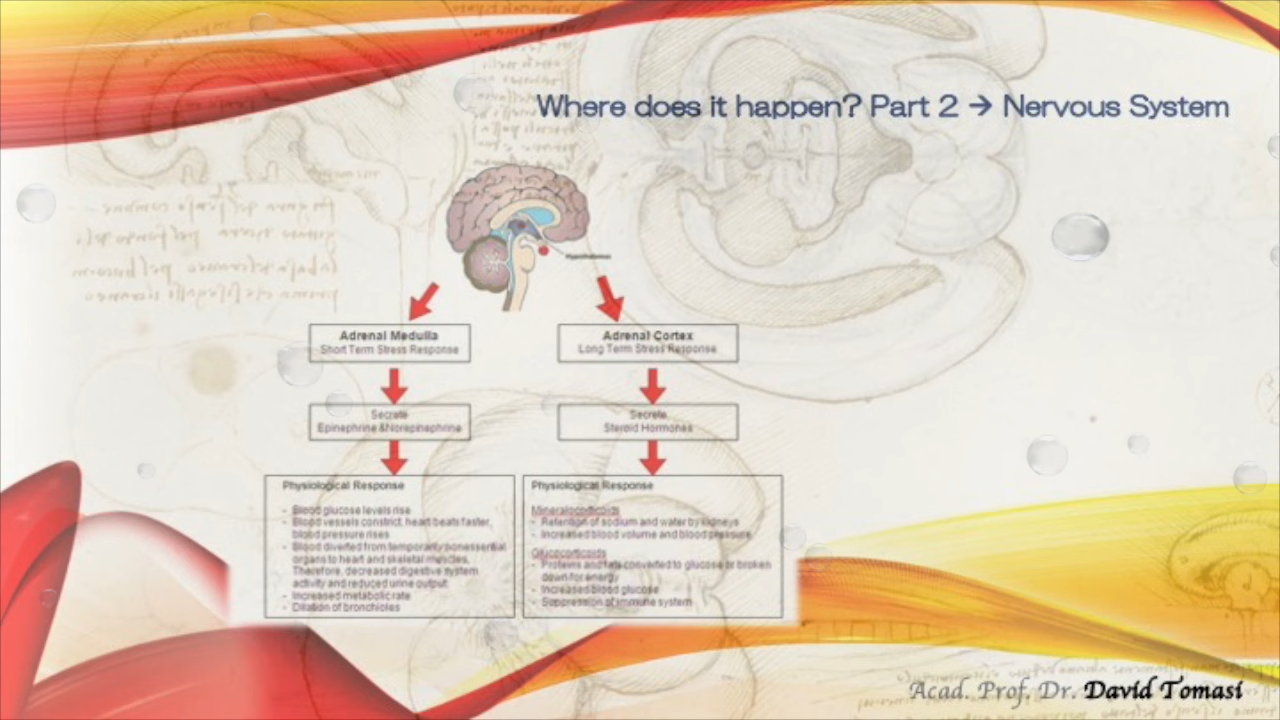 Where does it happen? Part 2 → Nervous System
Hypothalamus
Adrenal Medulla
Short Term Stress Response
Adrenal Cortex
Long Term Stress Response
Secrete
Epinephrine &Norepinephrine
Secrete
Steroid Hormones
Physiological Response
- Blood glucose levels rise
- Blood vessels constrict, heart beats faster,
blood pressure rises
- Blood diverted from temporarily nonessential
organs to heart and skeletal muscles,
Therefore, decreased digestive system
activity and reduced urine output
- Increased metabolic rate
- Dilation of bronchioles
Physiological Response
Mineralocorticoids
- Retention of sodium and water by kidneys
- Increased blood volume and blood pressure
Glucocorticoids
- Proteins and fats converted to glucose or broken
down for energy
- Increased blood glucose
- Suppression of immune system
Acad. Prof. Dr. David Tomasi